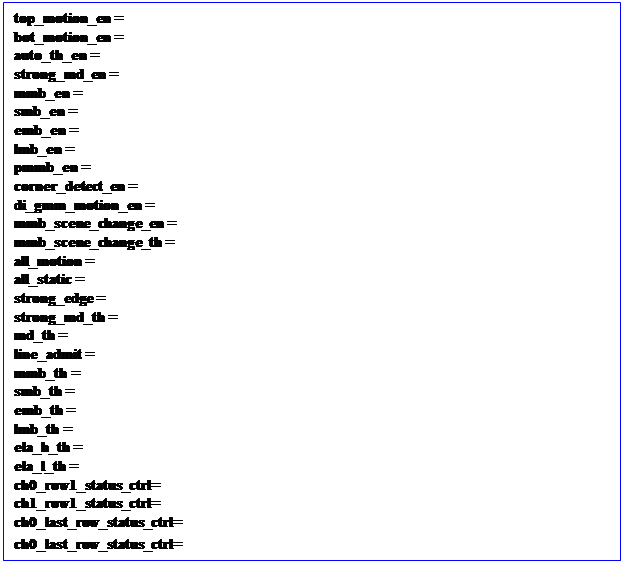 top_motion_en =
bot_motion_en =
auto_th_en =
strong_md_en =
mmb_en =
smb_en =
emb_en =
lmb_en =
pmmb_en =
corner_detect_en =
di_gmm_motion_en =
mmb_scene_change_en =
mmb_scene_change_th =
all_motion =
all_static =
strong_edge =
strong_md_th =
md_th =
line_admit =
mmb_th =
smb_th =
emb_th =
lmb_th =
ela_h_th =
ela_l_th =
ch0_row1_status_ctrl=
ch1_row1_status_ctrl=
ch0_last_row_status_ctrl=
ch0_last_row_status_ctrl=